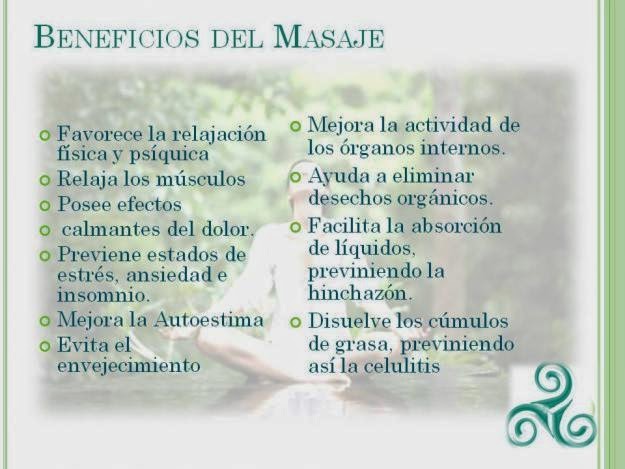 BENEFICIOS DEL MASAJE
Favorece la relajación
física y psíquica
Relaja los músculos
Posee efectos
calmantes del dolor.
Previene estados de
estrés, ansiedad e
insomnio.
Mejora la Autoestima
Evita el
envejecimiento
Mejora la actividad de
los órganos internos.
Ayuda a eliminar
desechos orgánicos.
Facilita la absorción
de líquidos,
previniendo la
hinchazón.
Disuelve los cúmulos
de grasa, previniendo
así la celulitis